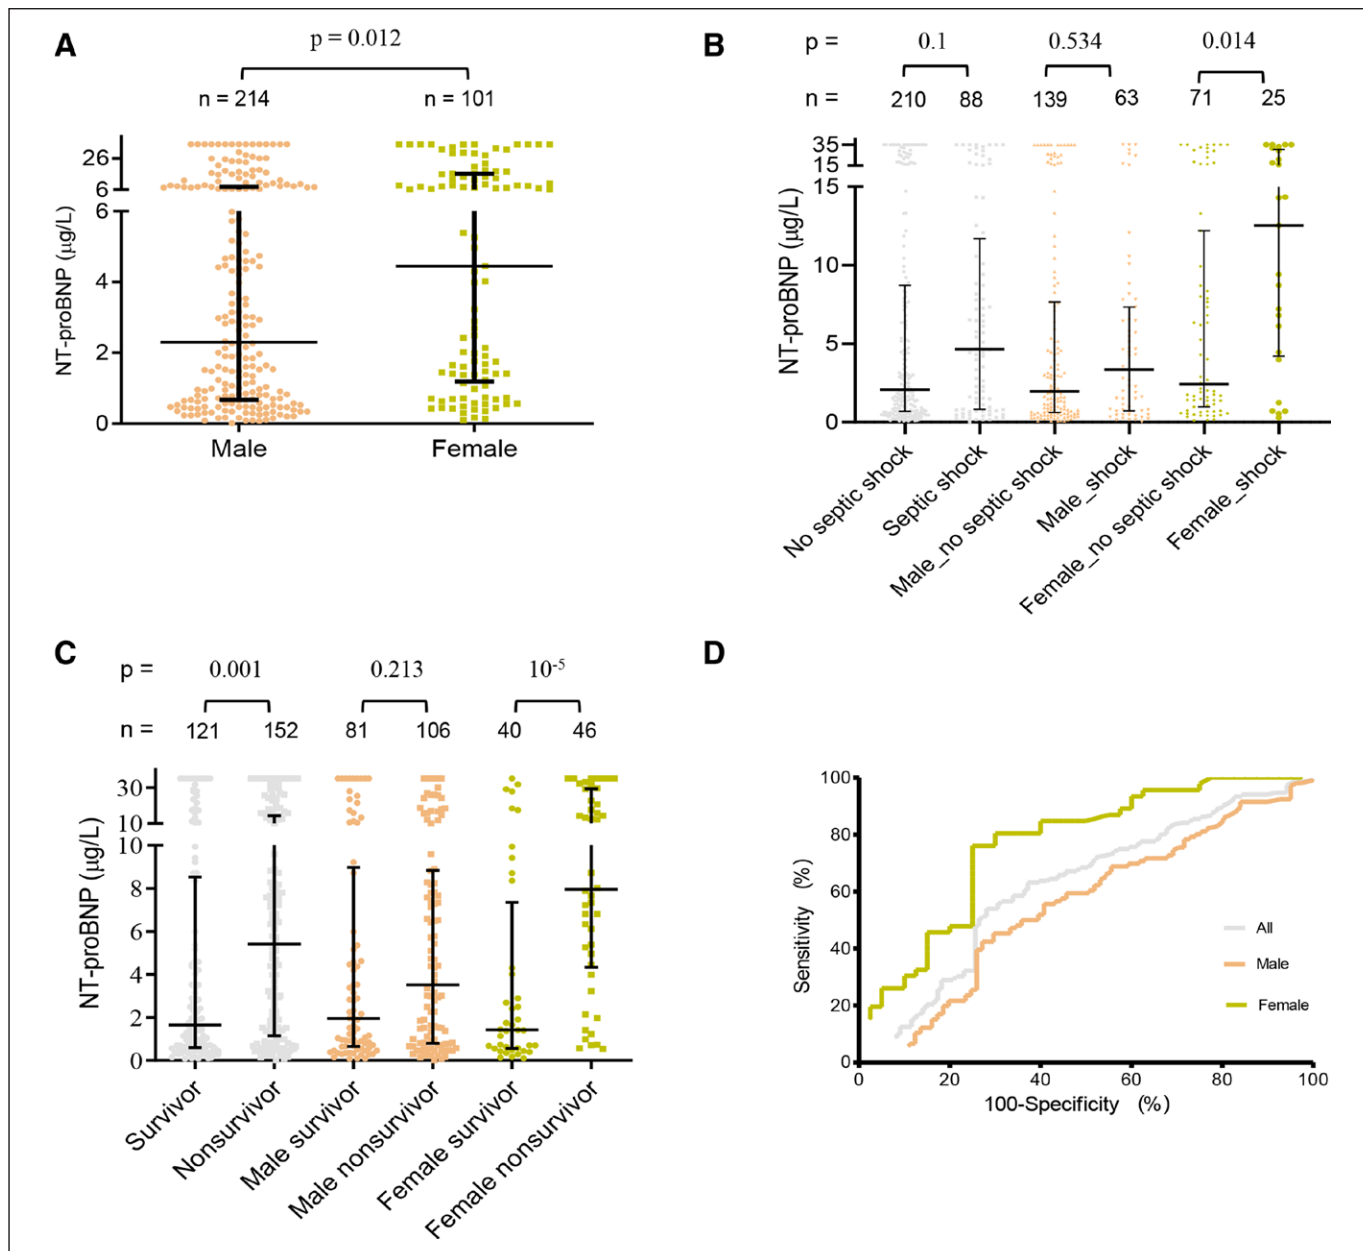 A
p = 0.012
n = 214
n = 101
NT-proBNP (μg/L)
26
6
6
4
2
0
Male
Female
B
p = 0.1 0.534 0.014
n = 210 88 139 63 71 25
NT-proBNP (μg/L)
35
15
15
10
5
0
No septic shock
Septic shock
Male_no septic shock
Male_shock
Female_no septic shock
Female_shock
C
p = 0.001 0.213 10⁻⁵
n = 121 152 81 106 40 46
NT-proBNP (μg/L)
30
10
10
8
6
4
2
0
Survivor
Nonsurvivor
Male survivor
Male nonsurvivor
Female survivor
Female nonsurvivor
D
Sensitivity (%)
100
80
60
40
20
0
All
Male
Female
0 20 40 60 80 100
100-Specificity (%)